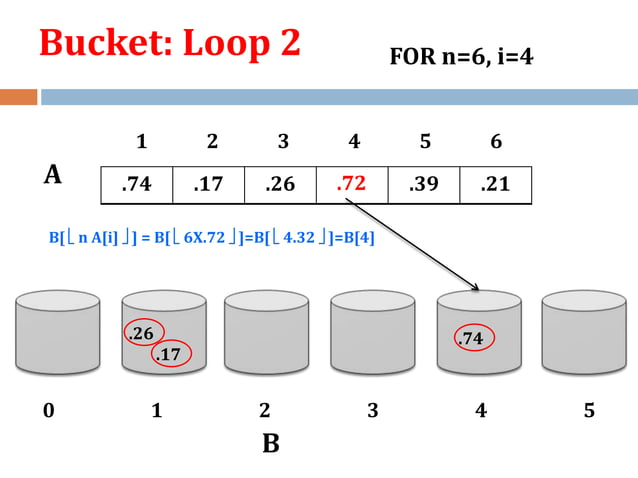 Bucket: Loop 2
FOR n=6, i=4
1 2 3 4 5 6
A
.74 .17 .26 .72 .39 .21
B[⎣ n A[i] ⎦] = B[⎣ 6X.72 ⎦]=B[⎣ 4.32 ⎦]=B[4]
.26
.17
.74
0 1 2 3 4 5
B